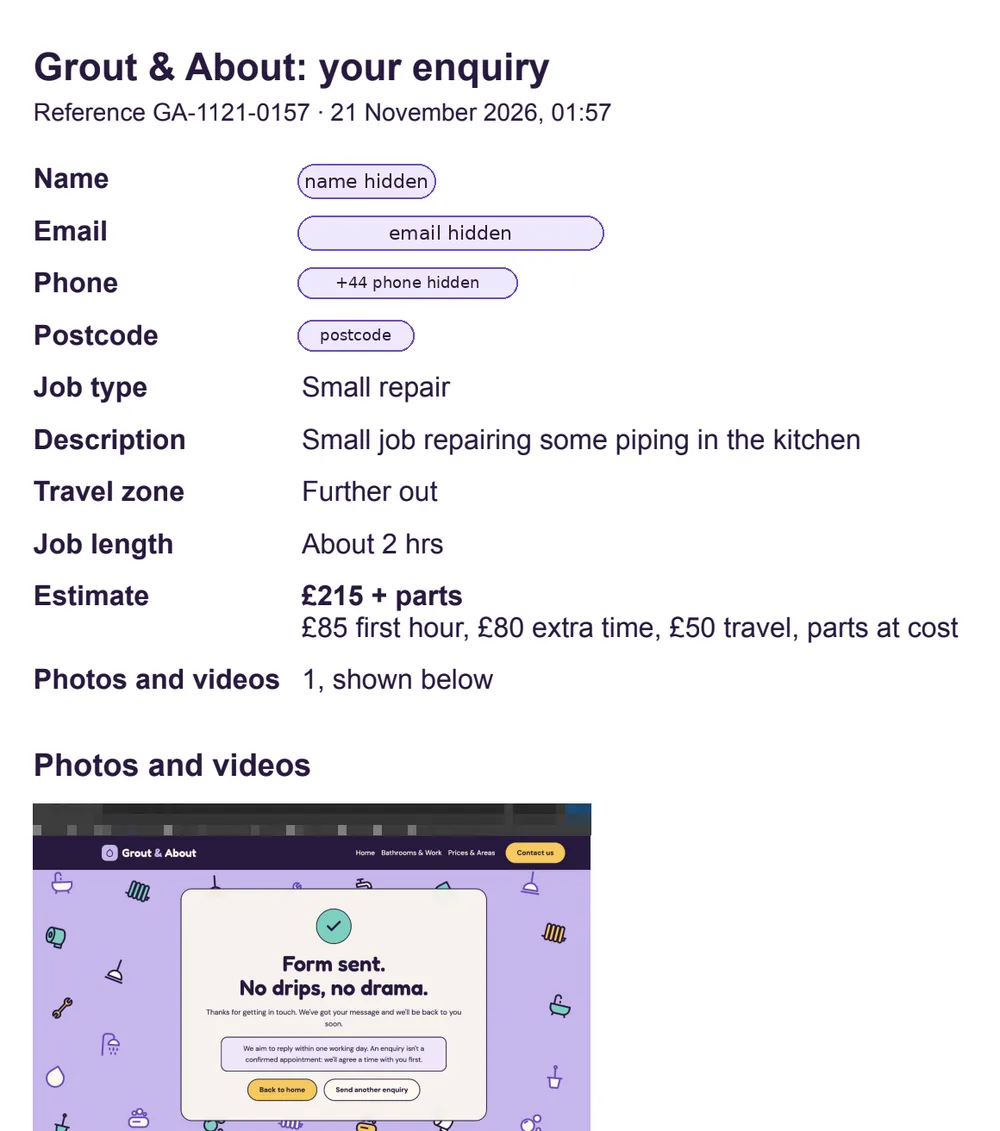 Grout & About: your enquiry
Reference GA-1121-0157 · 21 November 2026, 01:57
Name name hidden
Email email hidden
Phone +44 phone hidden
Postcode postcode
Job type Small repair
Description Small job repairing some piping in the kitchen
Travel zone Further out
Job length About 2 hrs
Estimate £215 + parts
£85 first hour, £80 extra time, £50 travel, parts at cost
Photos and videos 1, shown below
Photos and videos
Grout & About Home Bathrooms & Work Prices & Areas Contact us
Form sent.
No drips, no drama.
Thanks for getting in touch. We've got your message and we'll be back to you
soon.
We aim to reply within one working day. An enquiry isn't a
confirmed appointment: we'll agree a time with you first.
Back to home Send another enquiry